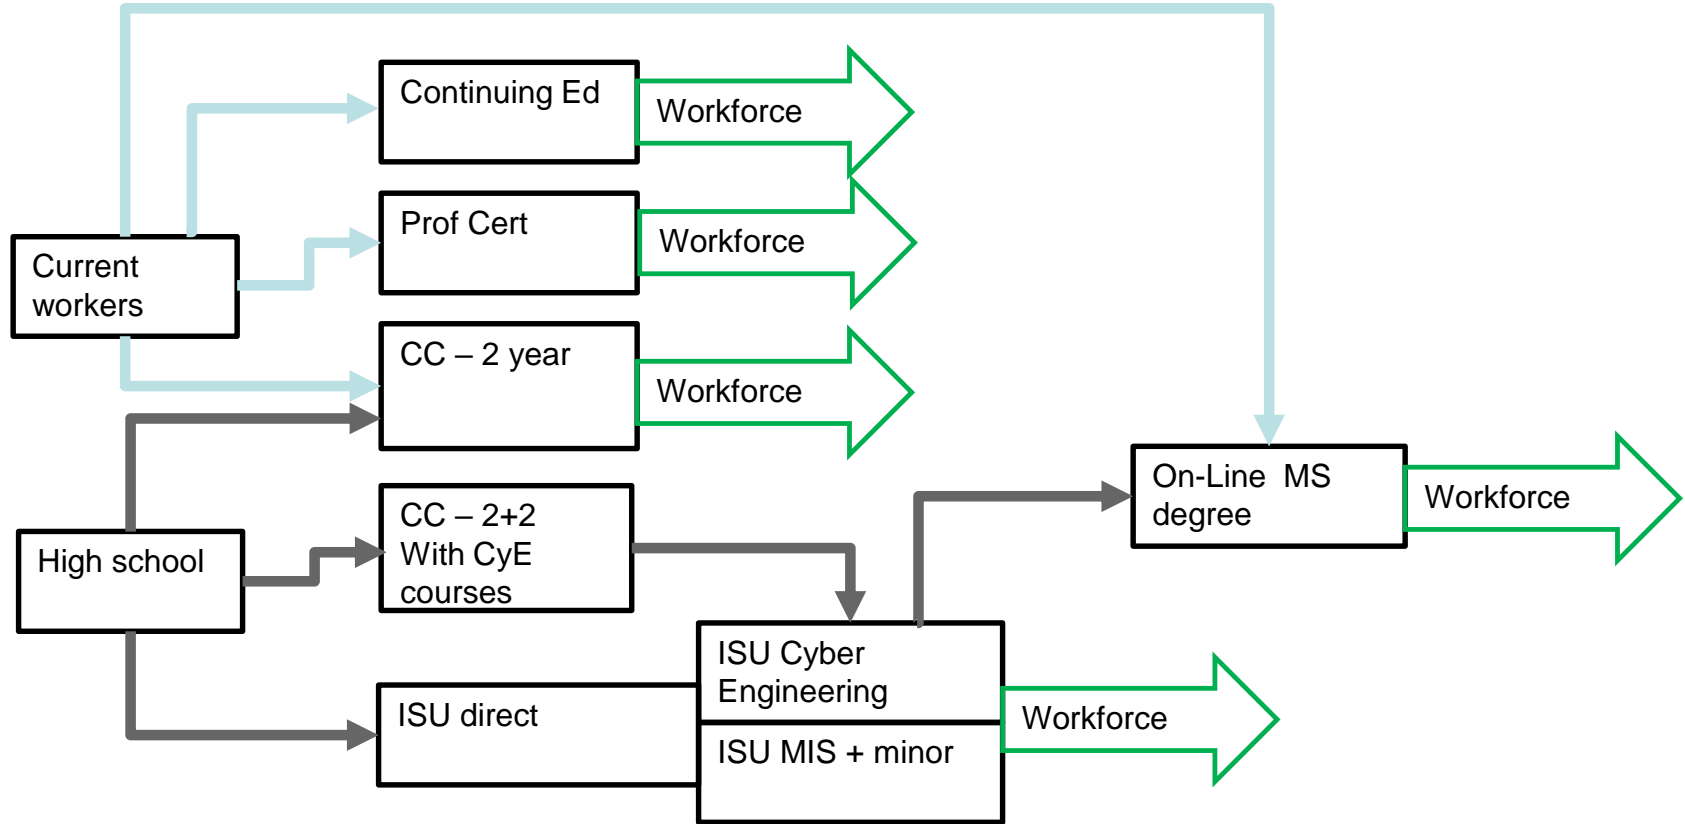 Continuing Ed
Workforce
Prof Cert
Workforce
Current
workers
CC – 2 year
Workforce
On-Line  MS
degree
Workforce
High school
CC – 2+2
With CyE
courses
ISU Cyber
Engineering
ISU direct
Workforce
ISU MIS + minor